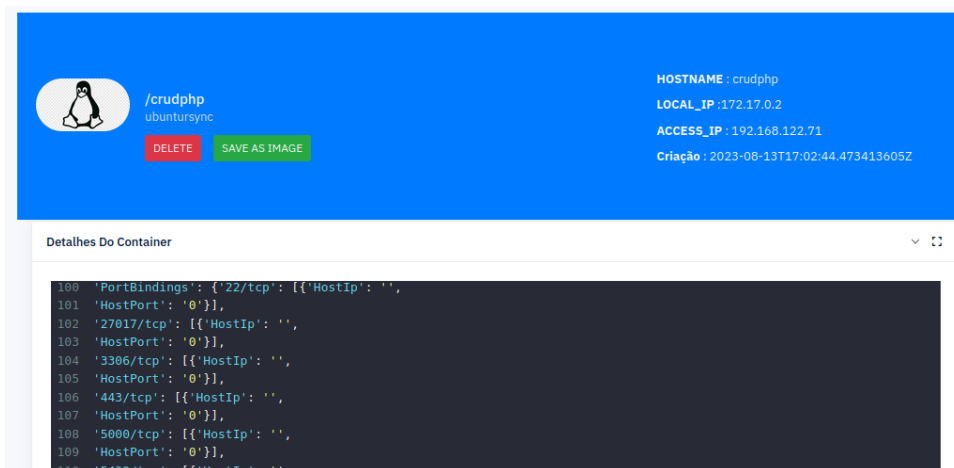 /crudphp
ubuntursync
DELETE
SAVE AS IMAGE
HOSTNAME : crudphp
LOCAL_IP :172.17.0.2
ACCESS_IP : 192.168.122.71
Criação : 2023-08-13T17:02:44.473413605Z
Detalhes Do Container
100 'PortBindings': {'22/tcp': [{'HostIp': '',
101 'HostPort': '0'}],
102 '27017/tcp': [{'HostIp': '',
103 'HostPort': '0'}],
104 '3306/tcp': [{'HostIp': '',
105 'HostPort': '0'}],
106 '443/tcp': [{'HostIp': '',
107 'HostPort': '0'}],
108 '5000/tcp': [{'HostIp': '',
109 'HostPort': '0'}],